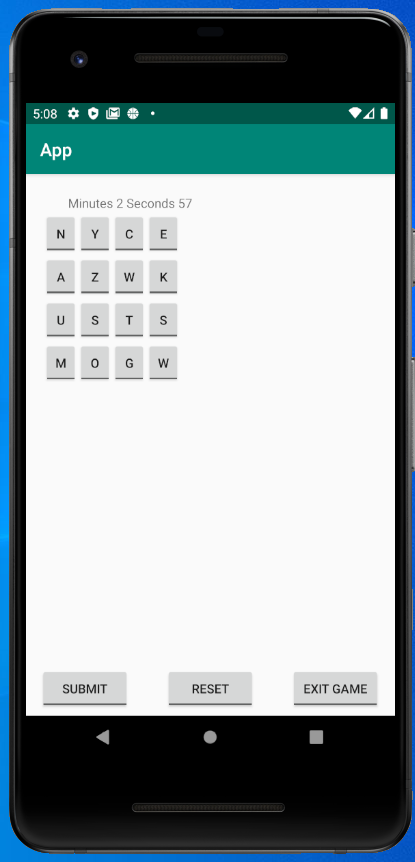 5:08
App
Minutes 2 Seconds 57
N Y C E
A Z W K
U S T S
M O G W
SUBMIT RESET EXIT GAME